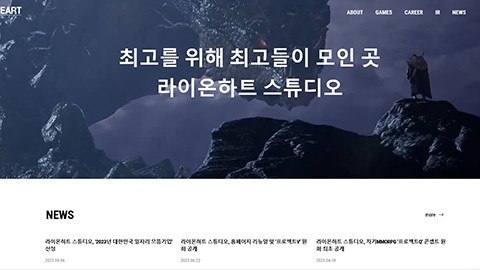 EART
ABOUT GAMES CAREER IR NEWS
최고를 위해 최고들이 모인 곳
라이온하트 스튜디오
NEWS
more →
라이온하트 스튜디오, '2023년 대한민국 일자리 으뜸기업'
선정
2023.09.06
라이온하트 스튜디오, 홈페이지 리뉴얼 및 '프로젝트V' 원
화 공개
2023.06.22
라이온하트 스튜디오, 차기MMORPG '프로젝트Q' 콘셉트 원
화 최초 공개
2023.04.18